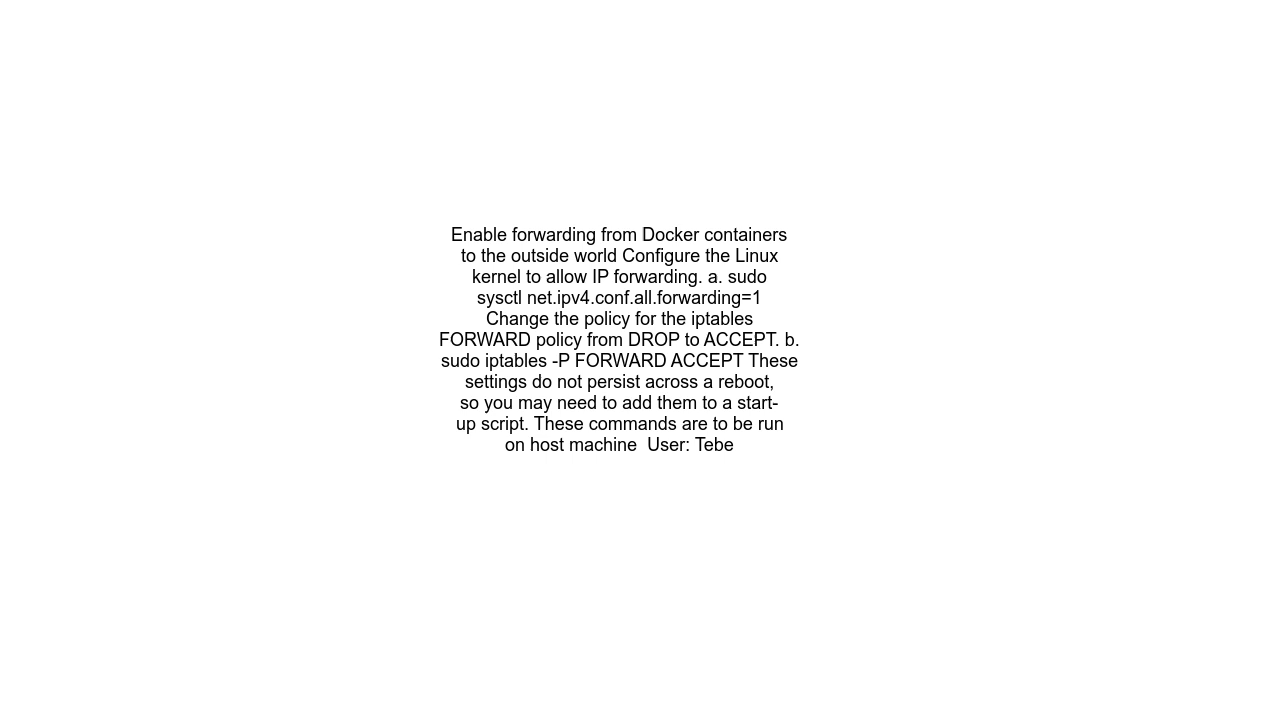 Enable forwarding from Docker containers
to the outside world Configure the Linux
kernel to allow IP forwarding. a. sudo
sysctl net.ipv4.conf.all.forwarding=1
Change the policy for the iptables
FORWARD policy from DROP to ACCEPT. b.
sudo iptables -P FORWARD ACCEPT These
settings do not persist across a reboot,
so you may need to add them to a start-
up script. These commands are to be run
on host machine  User: Tebe